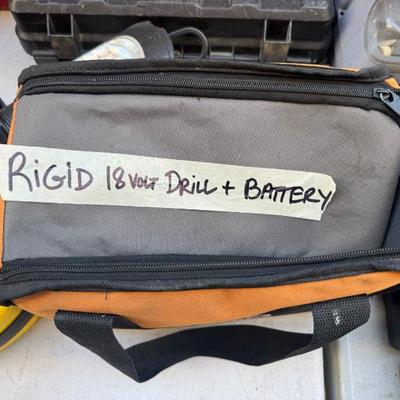 RiGiD 18 VOLT DRILL + BATTERY